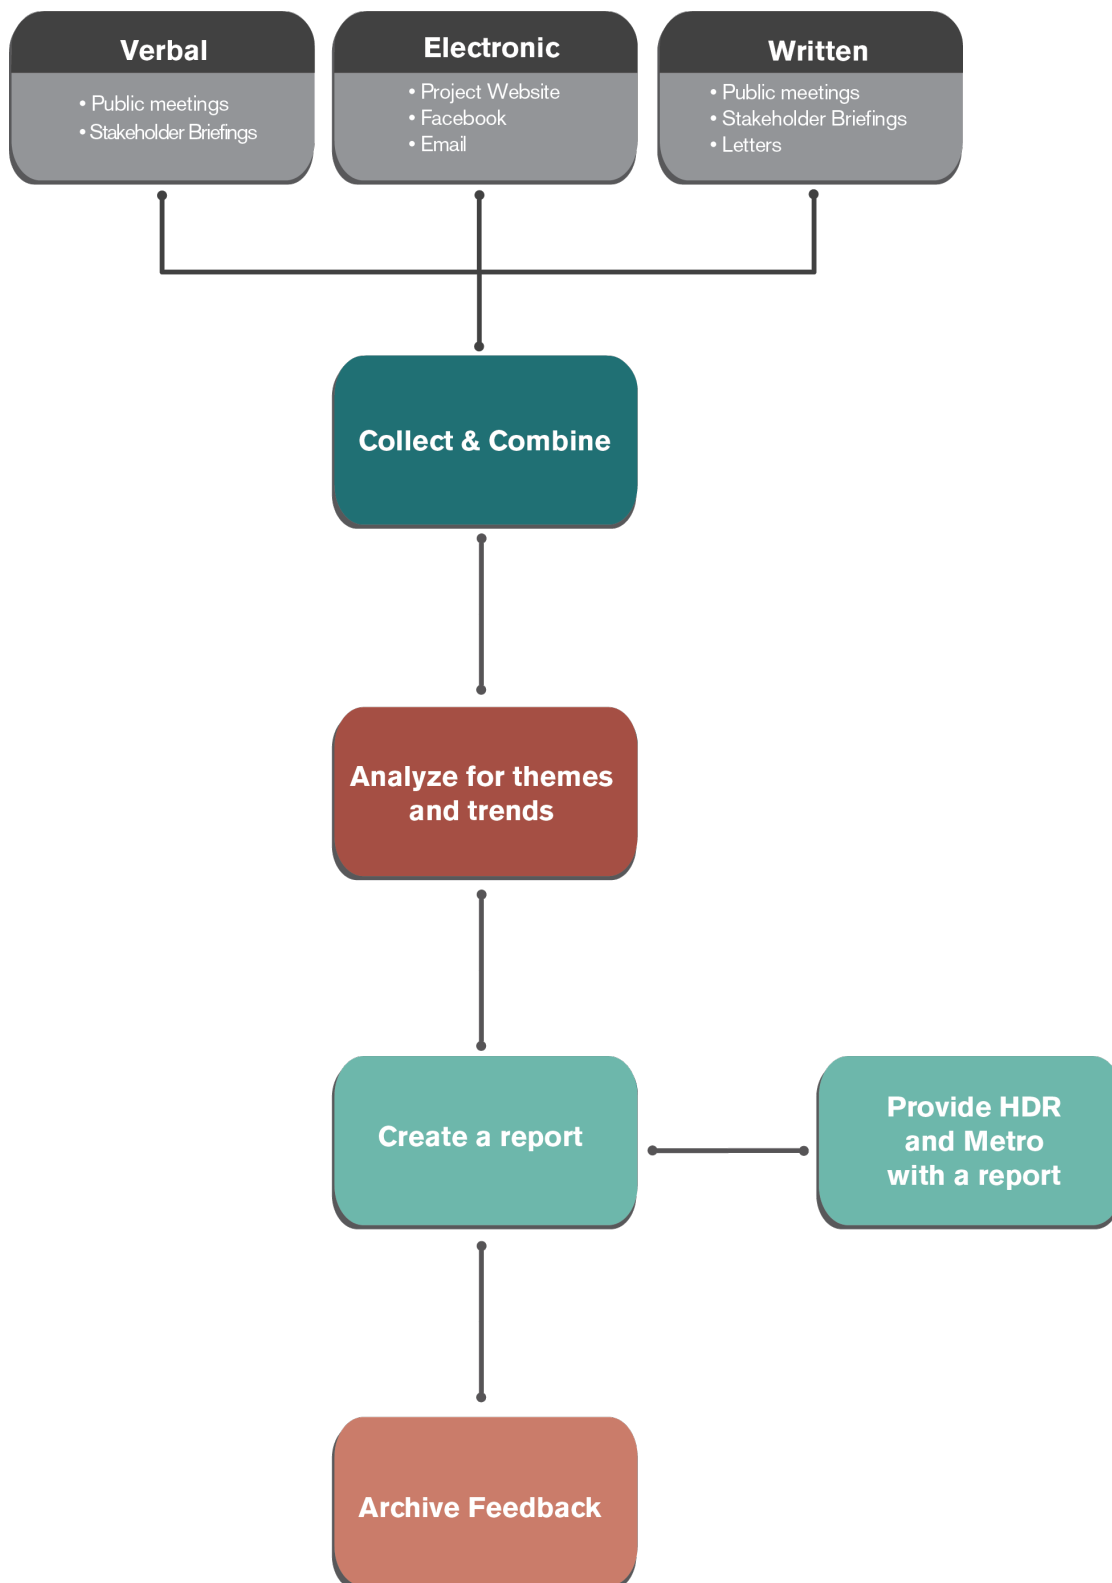 Verbal
• Public meetings
• Stakeholder Briefings
Electronic
• Project Website
• Facebook
• Email
Written
• Public meetings
• Stakeholder Briefings
• Letters
Collect & Combine
Analyze for themes
and trends
Create a report
Provide HDR
and Metro
with a report
Archive Feedback